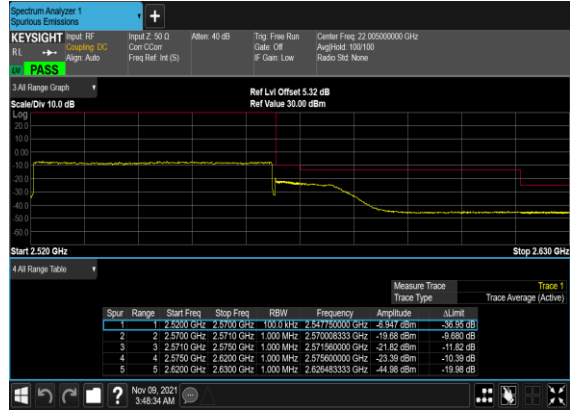 Spectrum Analyzer 1
Spurious Emissions
+
KEYSIGHT Input: RF Input Z: 50 Ω Atten: 40 dB Trig: Free Run Center Freq: 22.005000000 GHz
RL Coupling: DC Corr CCorr Gate: Off Avg|Hold: 100/100
Align: Auto Freq Ref: Int (S) IF Gain: Low Radio Std: None
PASS
3 All Range Graph
Ref Lvl Offset 5.32 dB
Scale/Div 10.0 dB Ref Value 30.00 dBm
Log
20.0
10.0
0.00
-10.0
-20.0
-30.0
-40.0
-50.0
-60.0
Start 2.520 GHz Stop 2.630 GHz
4 All Range Table
Measure Trace Trace 1
Trace Type Trace Average (Active)
Spur Range Start Freq Stop Freq RBW Frequency Amplitude ΔLimit
1 1 2.5200 GHz 2.5700 GHz 100.0 kHz 2.547750000 GHz -6.947 dBm -36.95 dB
2 2 2.5700 GHz 2.5710 GHz 1.000 MHz 2.570008333 GHz -19.68 dBm -9.680 dB
3 3 2.5710 GHz 2.5750 GHz 1.000 MHz 2.571560000 GHz -21.82 dBm -11.82 dB
4 4 2.5750 GHz 2.6200 GHz 1.000 MHz 2.575600000 GHz -23.39 dBm -10.39 dB
5 5 2.6200 GHz 2.6300 GHz 1.000 MHz 2.626483333 GHz -44.98 dBm -19.98 dB
? Nov 09, 2021
3:48:34 AM